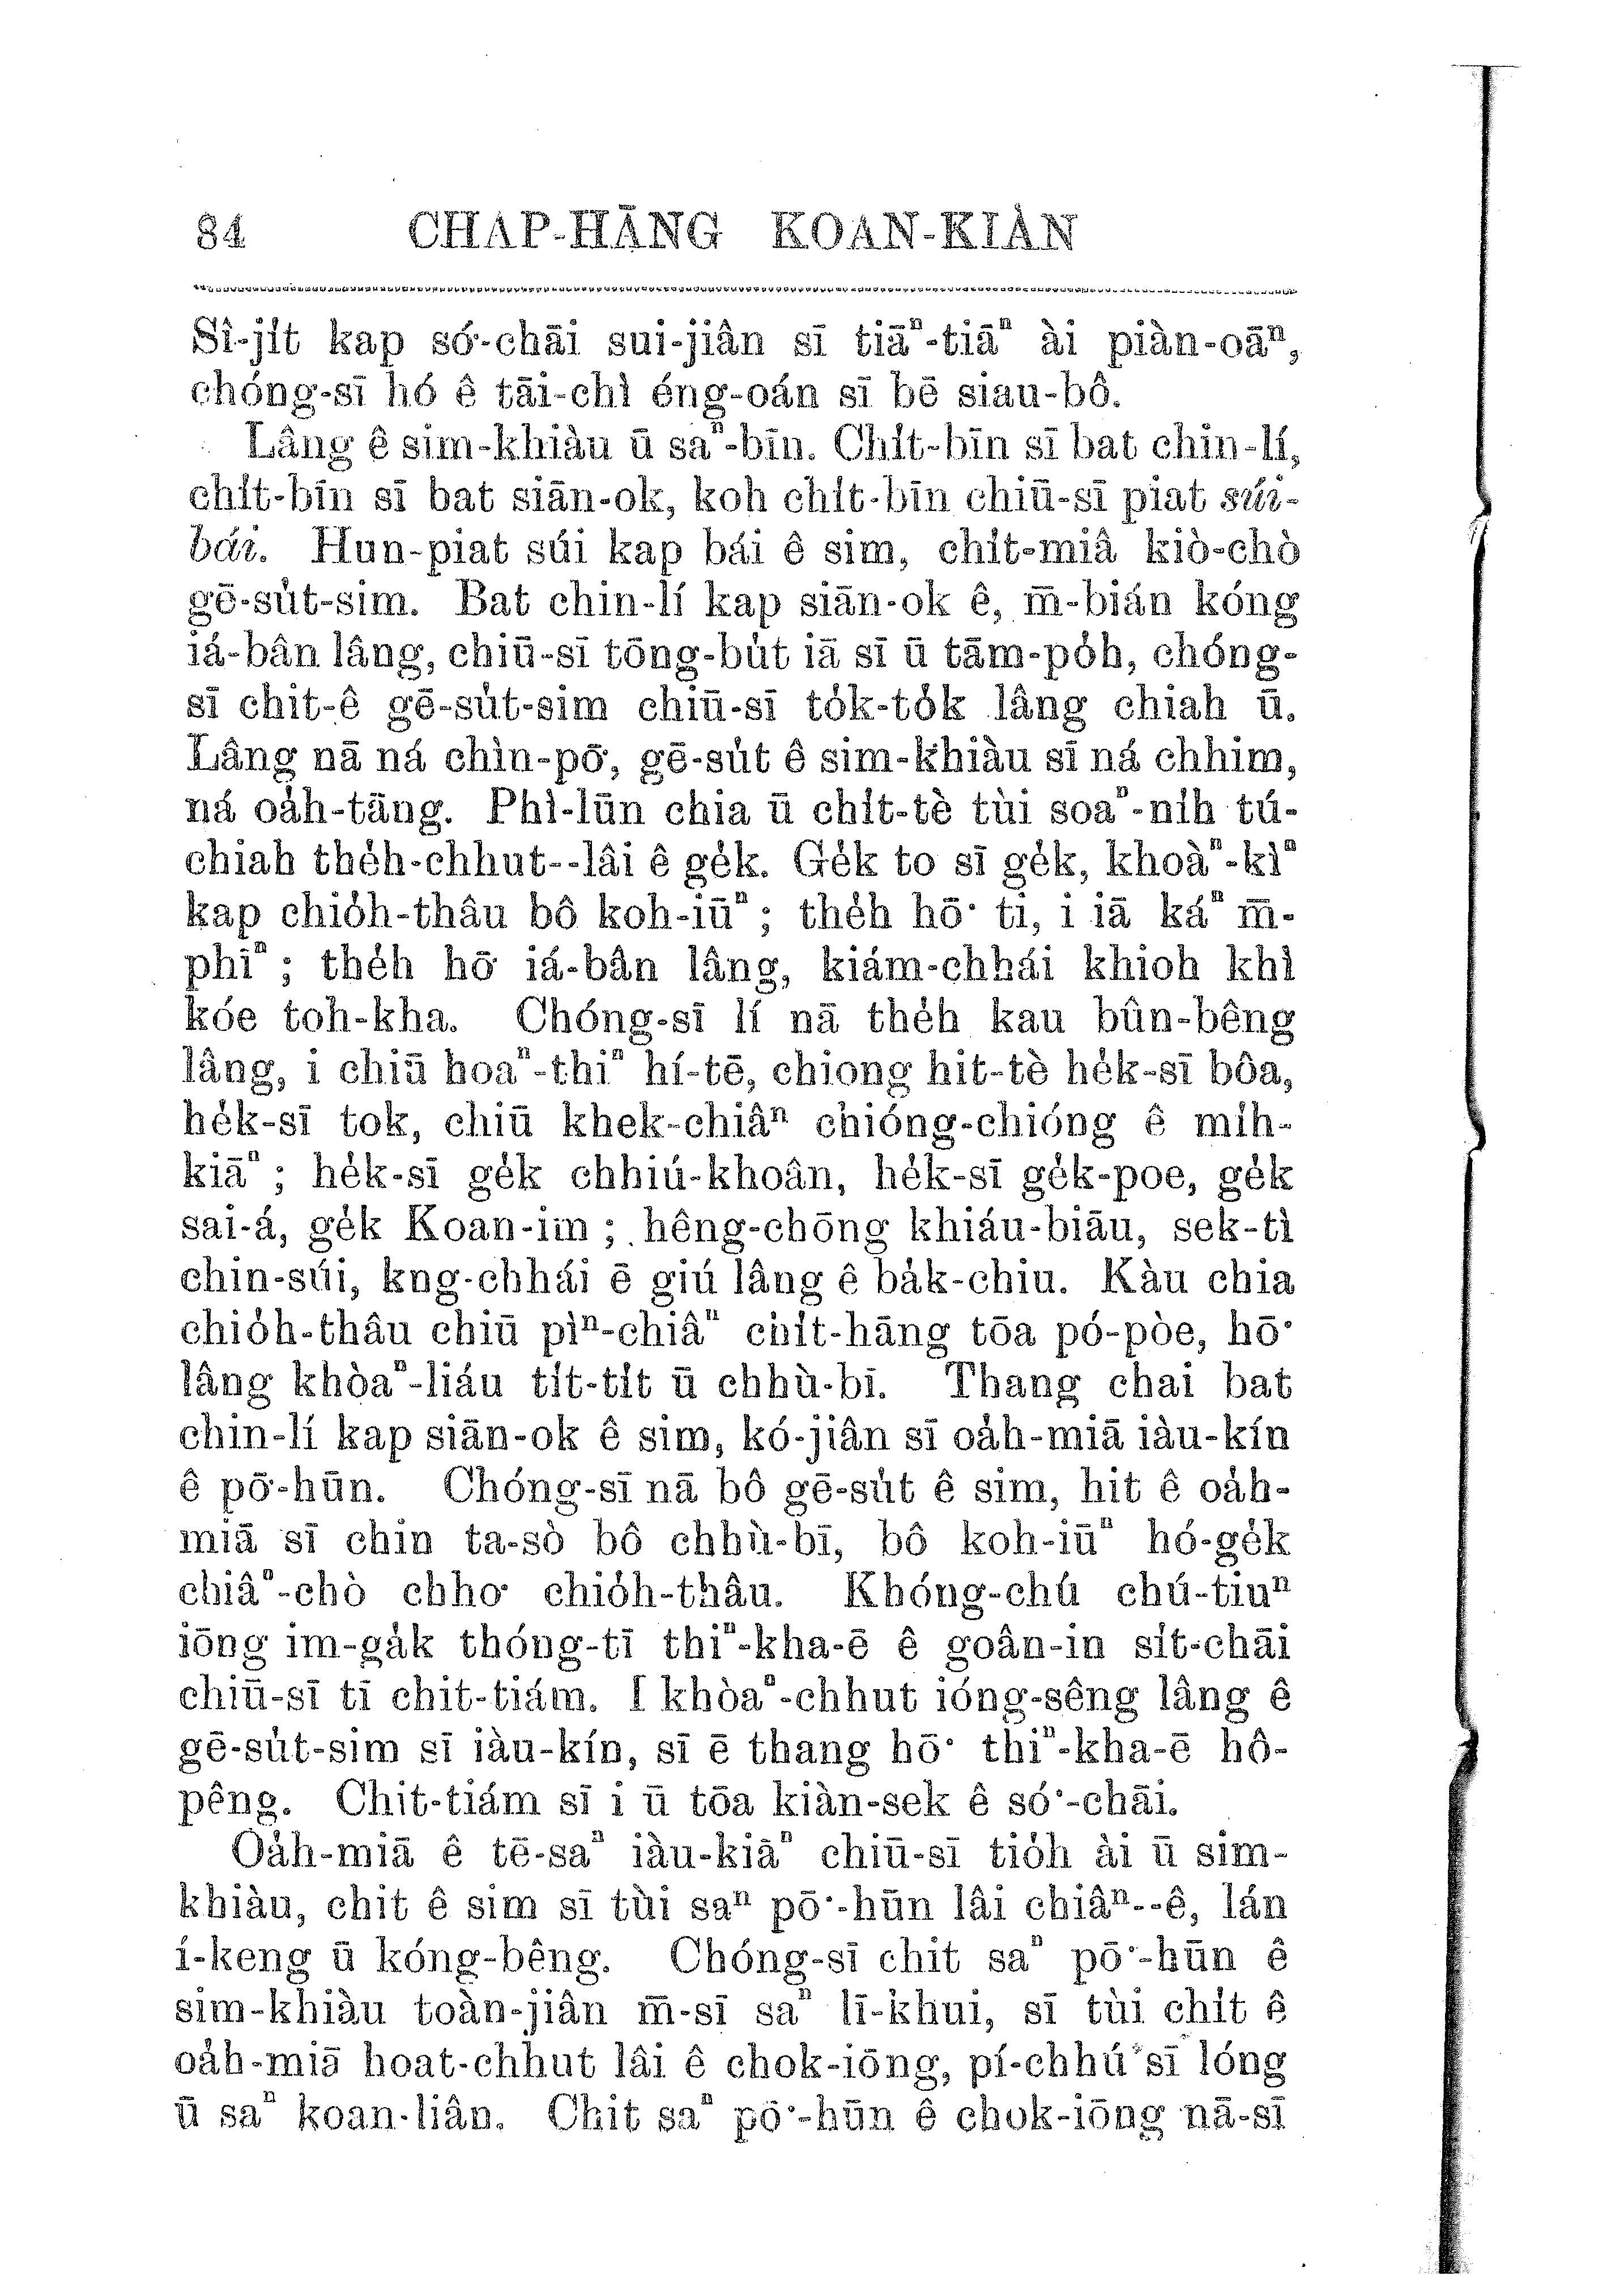 84 CHAP-HĀNG KOAN-KIÀN
Sî-ji̍t kap só͘-chāi sui-jiân sī tiāⁿ-tiāⁿ ài piàn-oāⁿ,
chóng-sī hó ê tāi-chì éng-oán sī bē siau-bô.
Lâng ê sim-khiàu ū saⁿ-bīn. Chi̍t-bīn sī bat chin-lí,
chi̍t-bīn sī bat siān-ok, koh chi̍t-bīn chiū-sī piat súi-
bái. Hun-piat súi kap bái ê sim, chi̍t-miâ kiò-chò
gē-su̍t-sim. Bat chin-lí kap siān-ok ê, m̄-bián kóng
iá-bân lâng, chiū-sī tōng-bu̍t iā sī ū tām-po̍h, chóng-
sī chit-ê gē-su̍t-sim chiū-sī to̍k-to̍k lâng chiah ū.
Lâng nā ná chìn-pō͘, gē-su̍t ê sim-khiàu sī ná chhim,
ná oa̍h-tāng. Phì-lūn chia ū chi̍t-tè tùi soaⁿ-nih tú-
chiah the̍h-chhut--lâi ê ge̍k. Ge̍k to sī ge̍k, khoàⁿ-kìⁿ
kap chio̍h-thâu bô koh-iūⁿ; the̍h hō͘ ti, i iā káⁿ m̄-
phīⁿ; the̍h hō͘ iá-bân lâng, kiám-chhái khioh khì
kóe toh-kha. Chóng-sī lí nā the̍h kau bûn-bêng
lâng, i chiū hoaⁿ-thiⁿ hí-tē, chiong hit-tè he̍k-sī bôa,
he̍k-sī tok, chiū khek-chiâⁿ chióng-chióng ê mi̍h-
kiāⁿ; he̍k-sī ge̍k chhiú-khoân, he̍k-sī ge̍k-poe, ge̍k
sai-á, ge̍k Koan-im; hêng-chōng khiáu-biāu, sek-tì
chin-súi, kng-chhái ē giú lâng ê ba̍k-chiu. Kàu chia
chio̍h-thâu chiū pìⁿ-chiâⁿ chi̍t-hāng tōa pó-pòe, hō͘
lâng khòaⁿ-liáu ti̍t-ti̍t ū chhù-bī. Thang chai bat
chin-lí kap siān-ok ê sim, kó-jiân sī oa̍h-miā iàu-kín
ê pō͘-hūn. Chóng-sī nā bô gē-su̍t ê sim, hit ê oa̍h-
miā sī chin ta-sò bô chhù-bī, bô koh-iūⁿ hó-ge̍k
chiâⁿ-chò chho͘ chio̍h-thâu. Khóng-chú chú-tiuⁿ
iōng im-ga̍k thóng-tī thiⁿ-kha-ē ê goân-in si̍t-chāi
chiū-sī tī chit-tiám. I khòaⁿ-chhut ióng-sêng lâng ê
gē-su̍t-sim sī iàu-kín, sī ē thang hō͘ thiⁿ-kha-ē hô-
pêng. Chit-tiám sī i ū tōa kiàn-sek ê só͘-chāi.
Oa̍h-miā ê tē-saⁿ iàu-kiāⁿ chiū-sī tio̍h ài ū sim-
khiàu, chit ê sim sī tùi saⁿ pō͘-hūn lâi chiâⁿ--ê, lán
í-keng ū kóng-bêng. Chóng-sī chit saⁿ pō͘-hūn ê
sim-khiàu toàn-jiân m̄-sī saⁿ lī-khui, sī tùi chi̍t ê
oa̍h-miā hoat-chhut lâi ê chok-iōng, pí-chhú sī lóng
ū saⁿ koan-liân. Chit saⁿ pō͘-hūn ê chok-iōng nā-sī